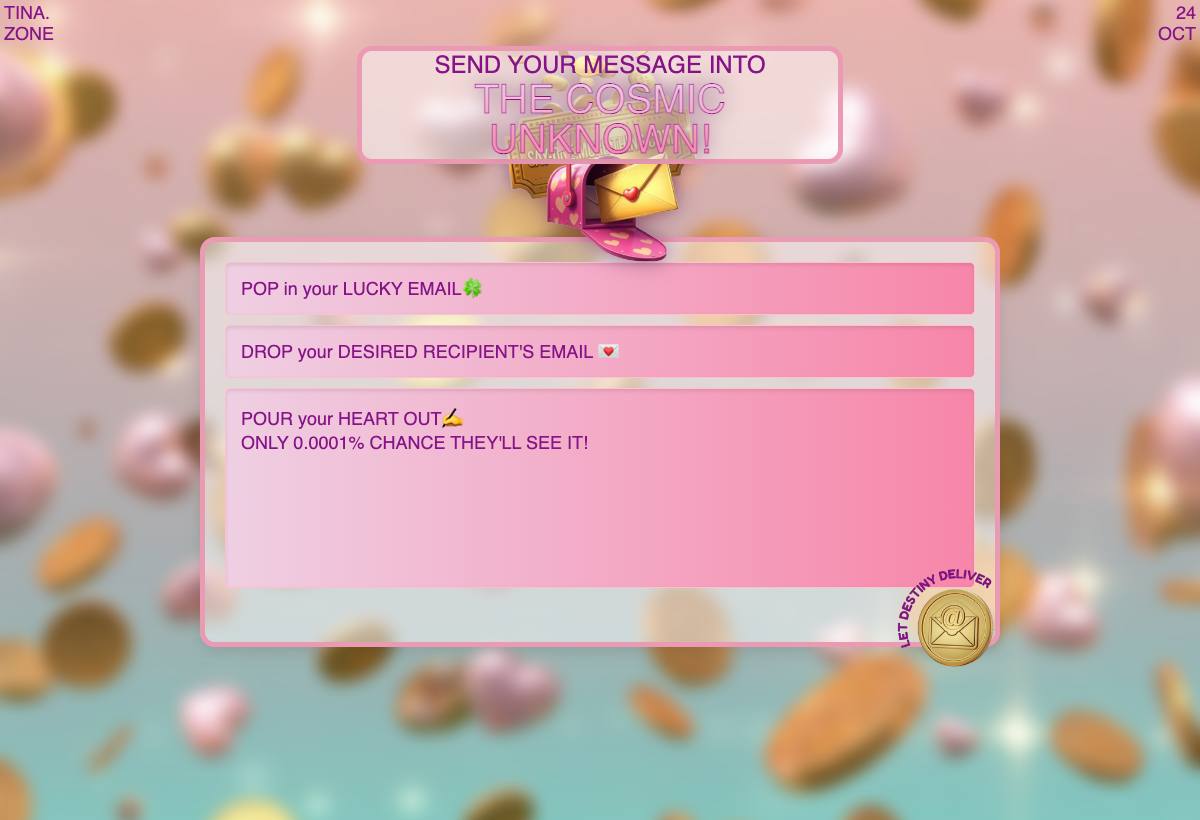 TINA.
ZONE
24
OCT
SEND YOUR MESSAGE INTO
THE COSMIC
UNKNOWN!
POP in your LUCKY EMAIL🍀
DROP your DESIRED RECIPIENT'S EMAIL 💌
POUR your HEART OUT✍️
ONLY 0.0001% CHANCE THEY'LL SEE IT!
LET DESTINY DELIVER
@